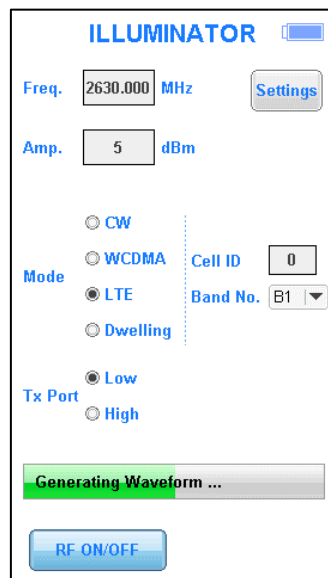 ILLUMINATOR
Freq. 2630.000 MHz Settings
Amp. 5 dBm
Mode
CW
WCDMA
LTE
Dwelling
Cell ID 0
Band No. B1
Tx Port
Low
High
Generating Waveform ...
RF ON/OFF